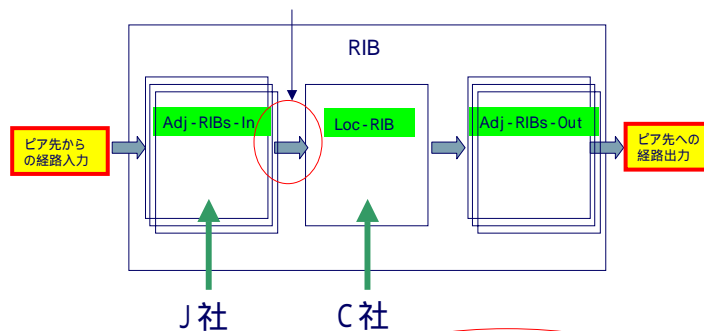 RIB
Adj-RIBs-In
Loc-RIB
Adj-RIBs-Out
ピア先から
の経路入力
ピア先への
経路出力
J社
C社